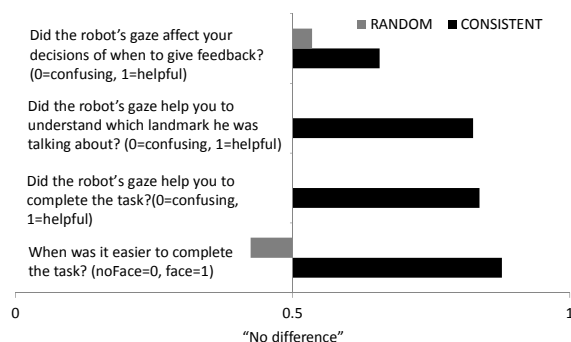 RANDOM CONSISTENT
Did the robot’s gaze affect your
decisions of when to give feedback?
(0=confusing, 1=helpful)
Did the robot’s gaze help you to
understand which landmark he was
talking about? (0=confusing, 1=helpful)
Did the robot’s gaze help you to
complete the task?(0=confusing,
1=helpful)
When was it easier to complete
the task? (noFace=0, face=1)
0 0.5 1
“No difference”